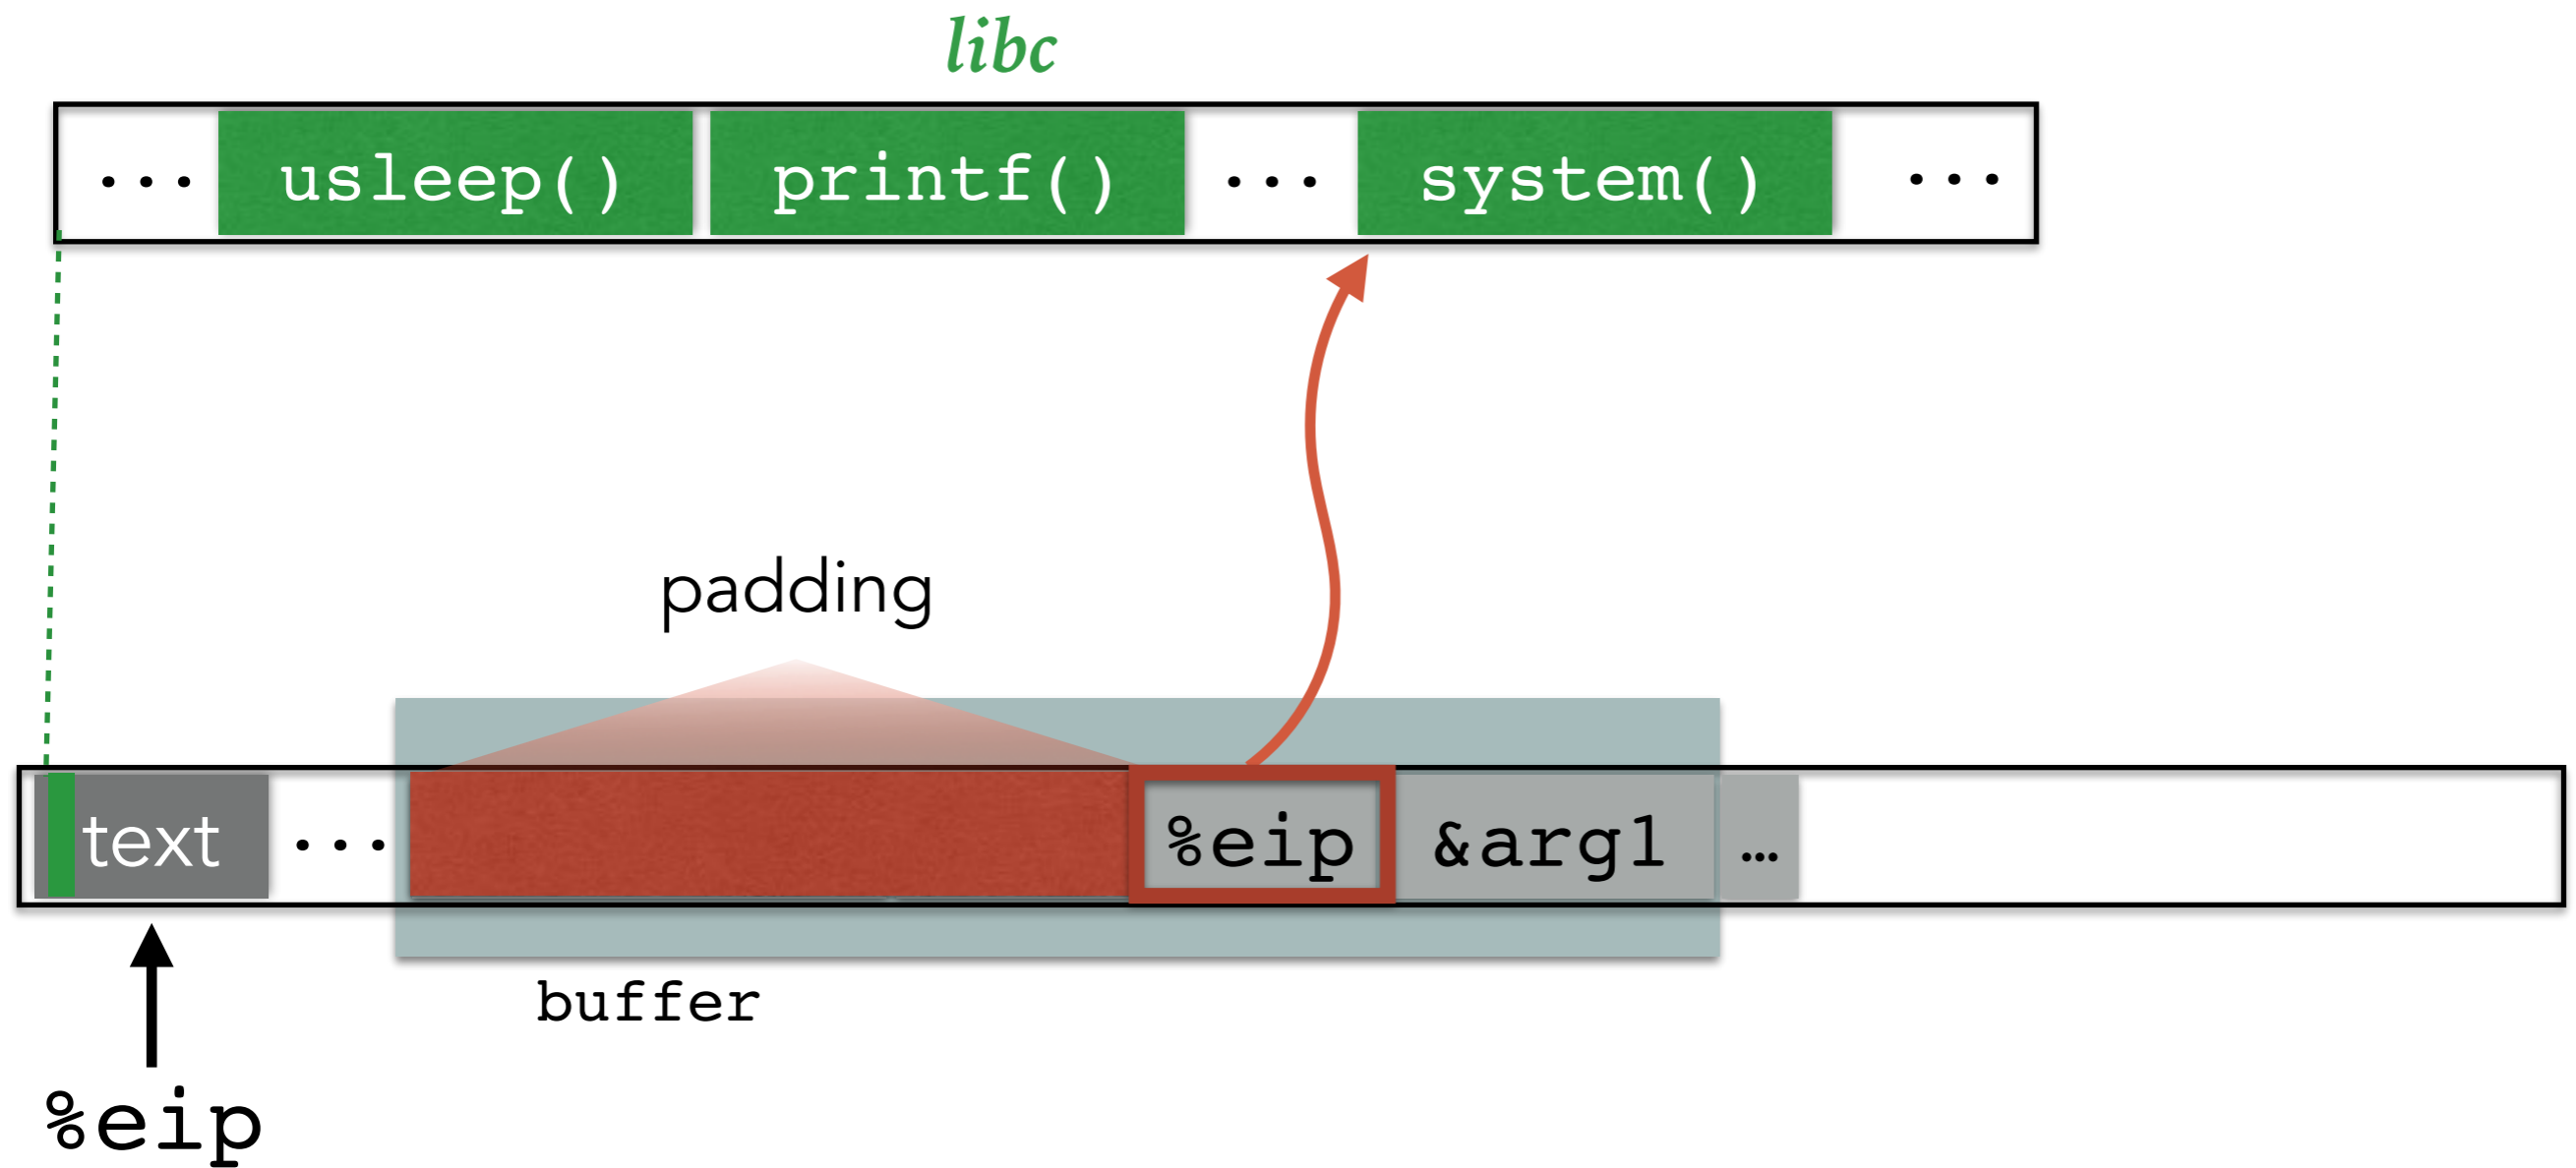 libc
... usleep() printf() ... system() ...
padding
text ... %eip &arg1 ...
buffer
%eip